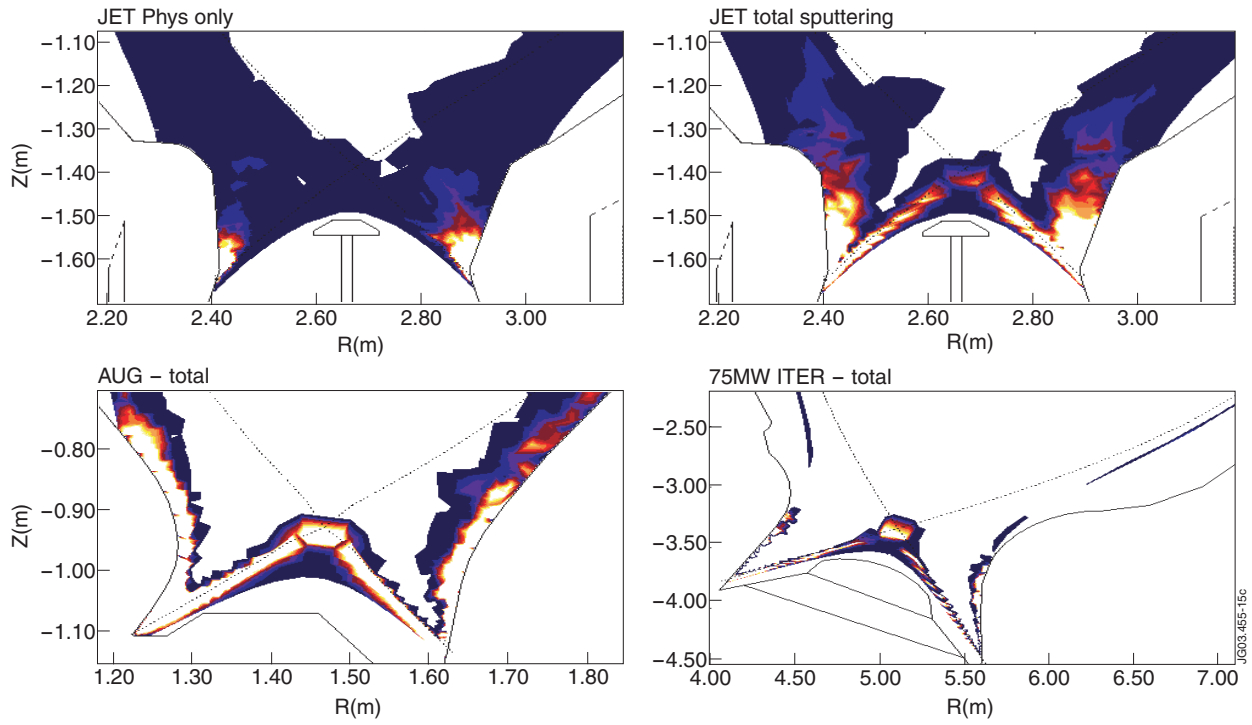 JET Phys only
JET total sputtering
−1.10
−1.20
−1.30
−1.40
−1.50
−1.60
Z(m)
2.20 2.40 2.60 2.80 3.00
R(m)
−1.10
−1.20
−1.30
−1.40
−1.50
−1.60
Z(m)
2.20 2.40 2.60 2.80 3.00
R(m)
AUG − total
75MW ITER − total
−0.80
−0.90
−1.00
−1.10
Z(m)
1.20 1.30 1.40 1.50 1.60 1.70 1.80
R(m)
−2.50
−3.00
−3.50
−4.00
−4.50
4.00 4.50 5.00 5.50 6.00 6.50 7.00
R(m)
JG03.455-15c